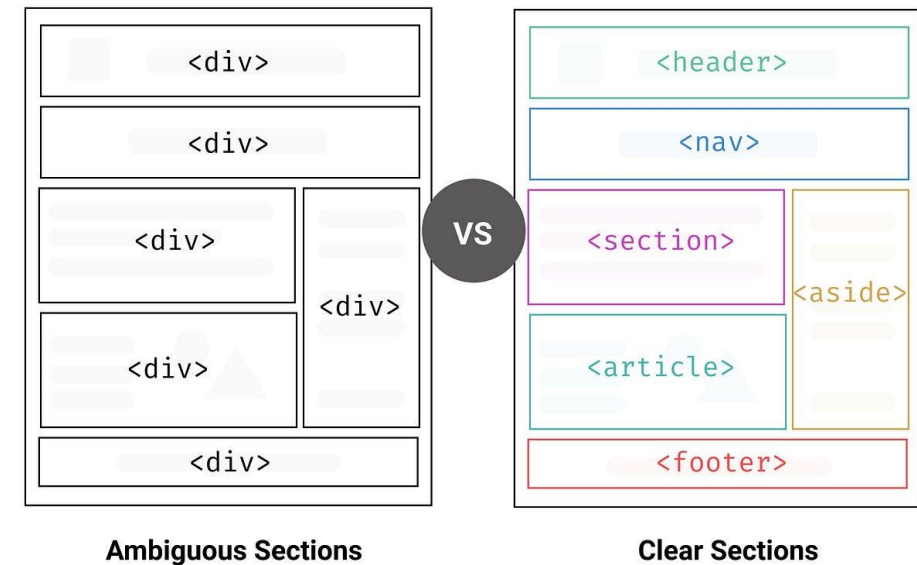 <div>
<div>
<div>
<div>
<div>
<div>
Ambiguous Sections
VS
<header>
<nav>
<section>
<aside>
<article>
<footer>
Clear Sections